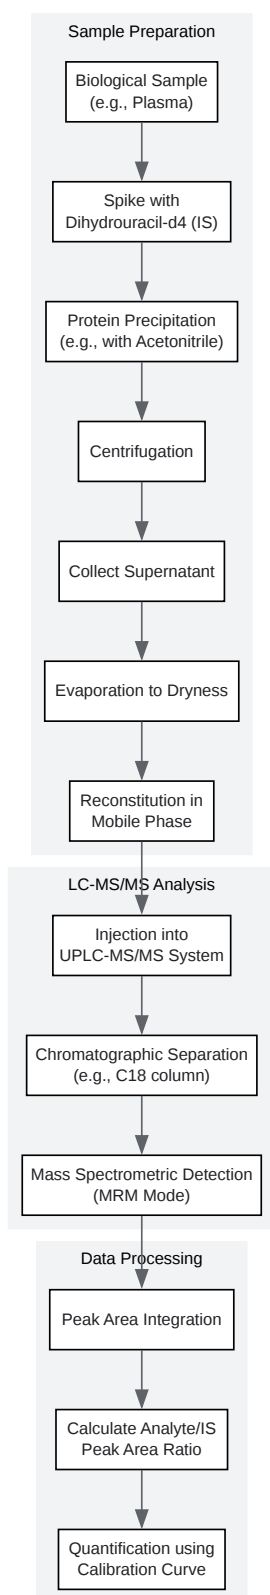 Sample Preparation
Biological Sample
(e.g., Plasma)
Spike with
Dihydrouracil-d4 (IS)
Protein Precipitation
(e.g., with Acetonitrile)
Centrifugation
Collect Supernatant
Evaporation to Dryness
Reconstitution in
Mobile Phase
LC-MS/MS Analysis
Injection into
UPLC-MS/MS System
Chromatographic Separation
(e.g., C18 column)
Mass Spectrometric Detection
(MRM Mode)
Data Processing
Peak Area Integration
Calculate Analyte/IS
Peak Area Ratio
Quantification using
Calibration Curve